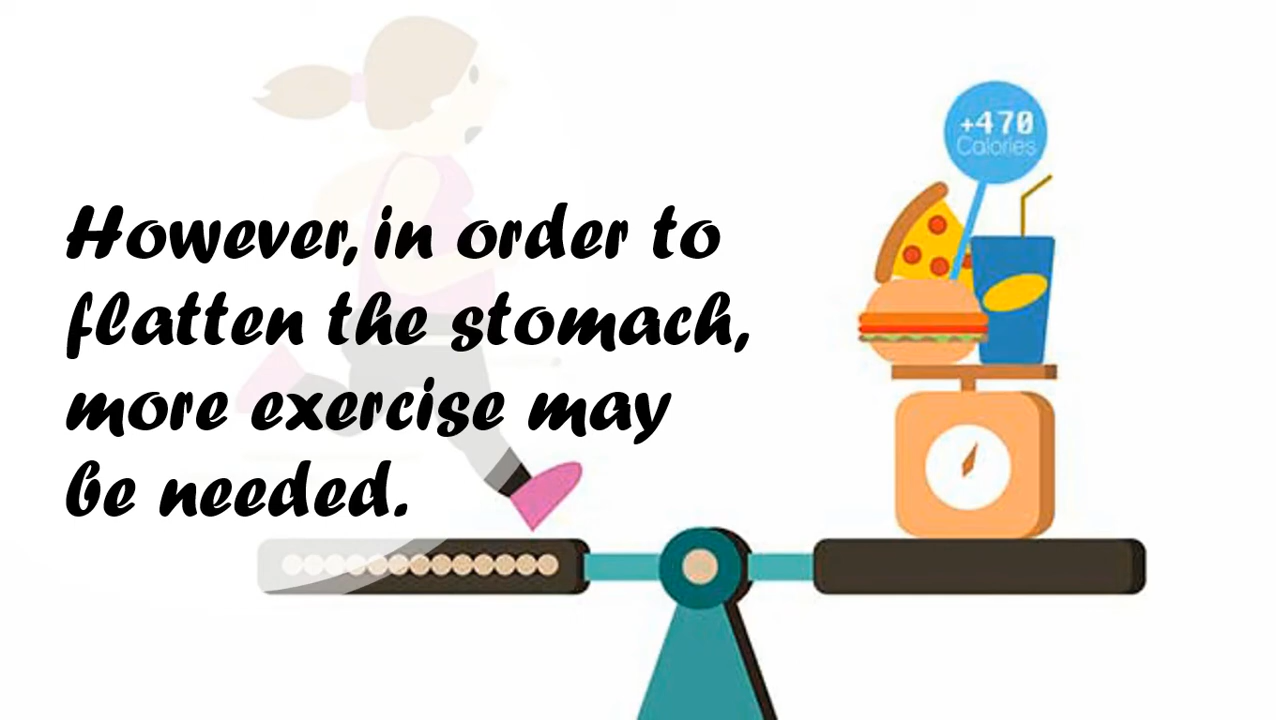 However, in order to
flatten the stomach,
more exercise may
be needed.
+470
Calories